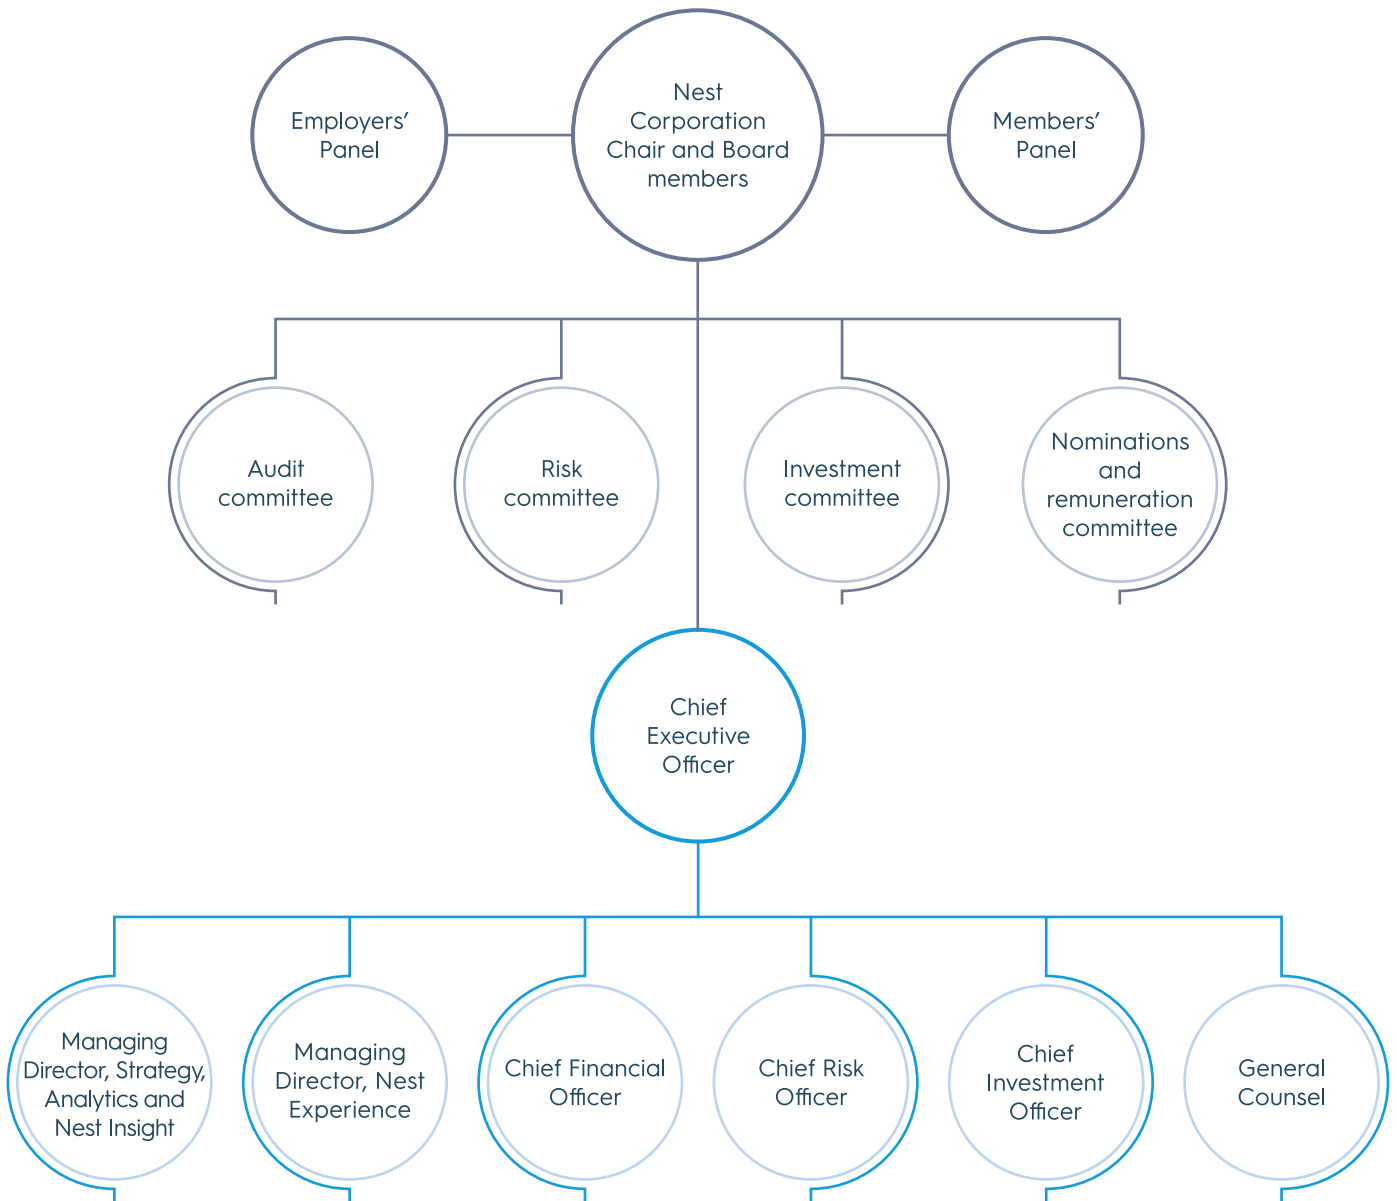 Employers’
Panel
Nest
Corporation
Chair and Board
members
Members’
Panel
Audit
committee
Risk
committee
Investment
committee
Nominations
and
remuneration
committee
Chief
Executive
Officer
Managing
Director, Strategy,
Analytics and
Nest Insight
Managing
Director, Nest
Experience
Chief Financial
Officer
Chief Risk
Officer
Chief
Investment
Officer
General
Counsel